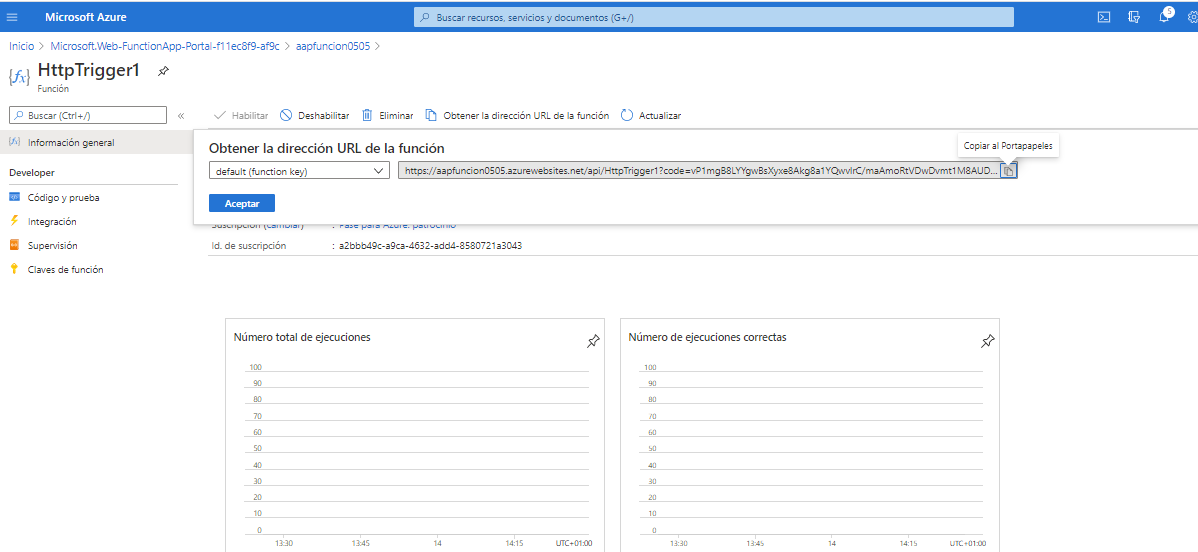 Microsoft Azure
Buscar recursos, servicios y documentos (G+/)
5
Inicio > Microsoft.Web-FunctionApp-Portal-f11ec8f9-af9c > aapfuncion0505 >
{fx} HttpTrigger1
Función
Buscar (Ctrl+/) «
Habilitar Deshabilitar Eliminar Obtener la dirección URL de la función Actualizar
Información general
Developer
Código y prueba
Integración
Supervisión
Claves de función
Obtener la dirección URL de la función
Copiar al Portapapeles
default (function key) https://aapfuncion0505.azurewebsites.net/api/HttpTrigger1?code=vP1mgB8LYYgwBsXyxe8Akg8a1YQwvIrC/maAmoRtVDwDvmt1M8AUD...
Aceptar
Suscripción (cambiar) : Pase para Azure: patrocinio
Id. de suscripción : a2bbb49c-a9ca-4632-add4-8580721a3043
Número total de ejecuciones
100
90
80
70
60
50
40
30
20
10
0
13:30 13:45 14 14:15 UTC+01:00
Número de ejecuciones correctas
100
90
80
70
60
50
40
30
20
10
0
13:30 13:45 14 14:15 UTC+01:00